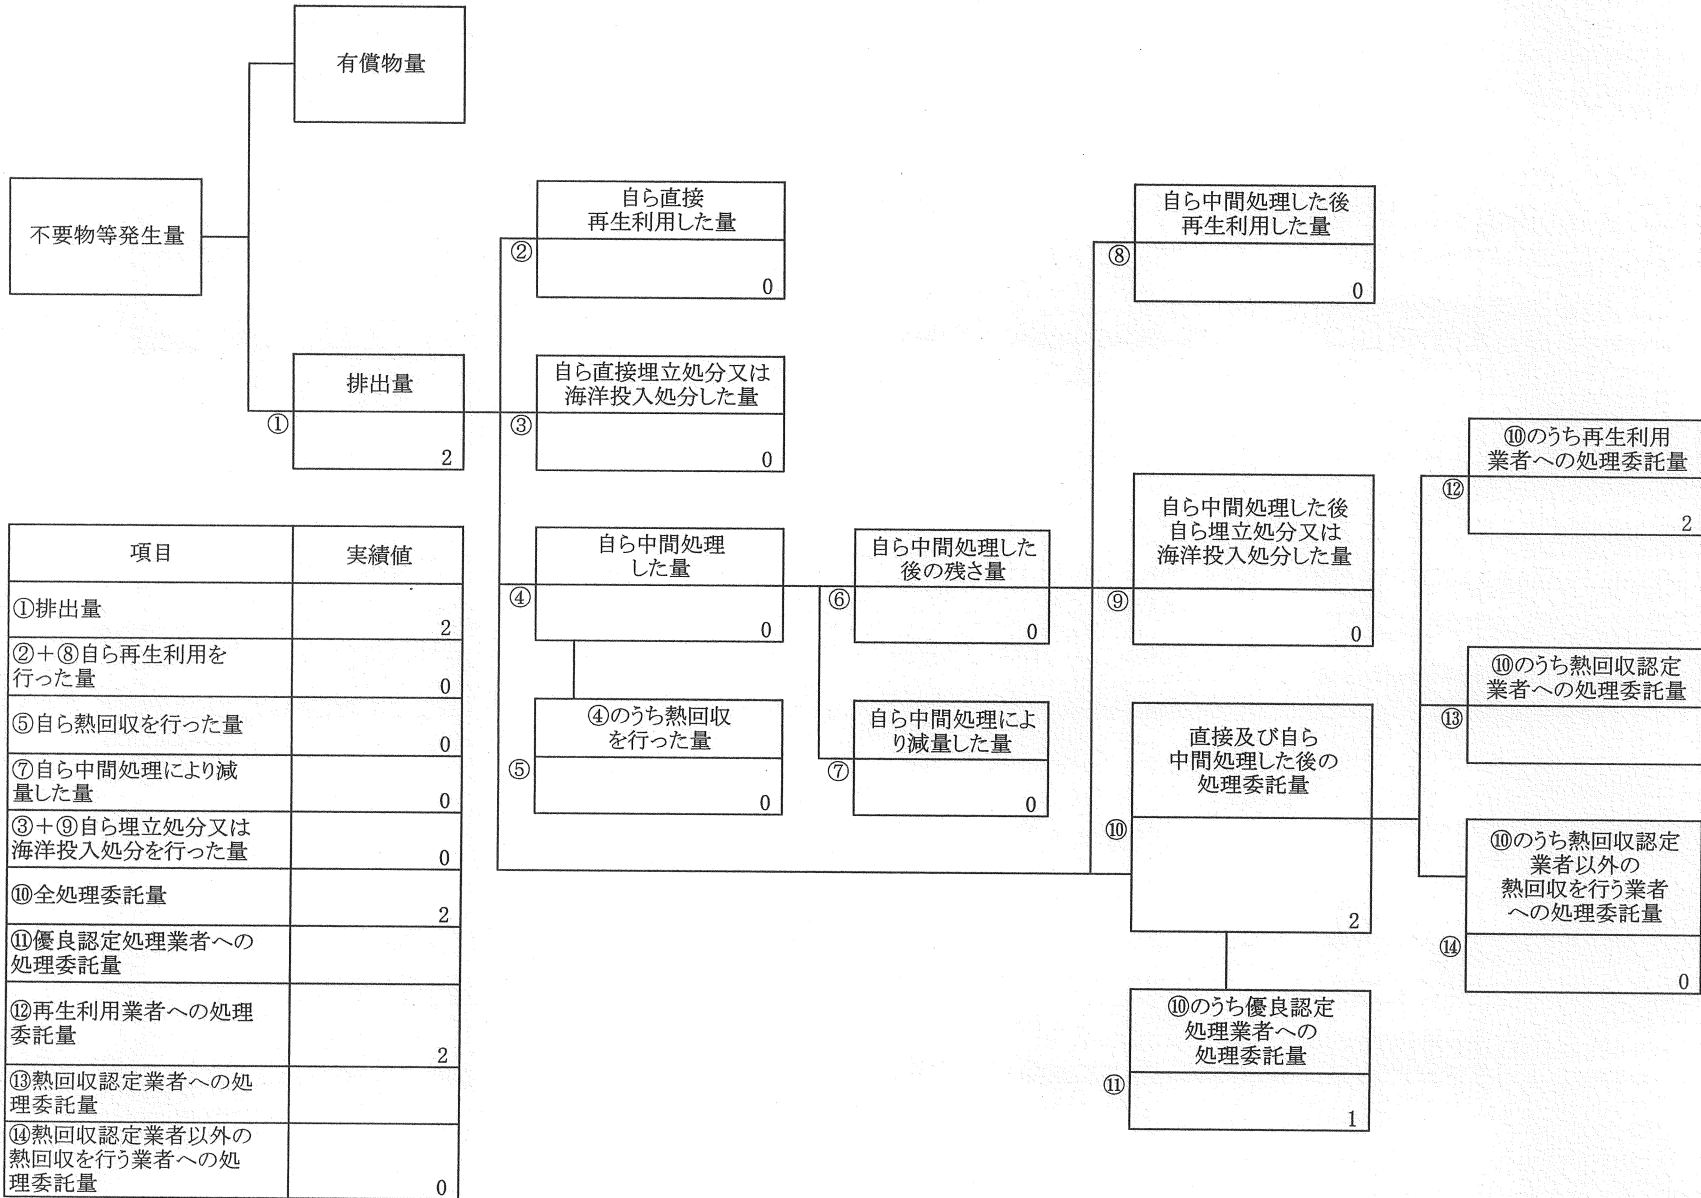 有償物量
不要物等発生量
排出量
①
2
自ら直接
再生利用した量
②
0
自ら直接埋立処分又は
海洋投入処分した量
③
0
自ら中間処理
した量
④
0
④のうち熱回収
を行った量
⑤
0
自ら中間処理した
後の残さ量
⑥
0
自ら中間処理によ
り減量した量
⑦
0
自ら中間処理した後
再生利用した量
⑧
0
自ら中間処理した後
自ら埋立処分又は
海洋投入処分した量
⑨
0
直接及び自ら
中間処理した後の
処理委託量
⑩
2
⑩のうち優良認定
処理業者への
処理委託量
⑪
1
⑩のうち再生利用
業者への処理委託量
⑫
2
⑩のうち熱回収認定
業者への処理委託量
⑬
⑩のうち熱回収認定
業者以外の
熱回収を行う業者
への処理委託量
⑭
0
項目 実績値
①排出量
2
②+⑧自ら再生利用を
行った量
0
⑤自ら熱回収を行った量
0
⑦自ら中間処理により減
量した量
0
③+⑨自ら埋立処分又は
海洋投入処分を行った量
0
⑩全処理委託量
2
⑪優良認定処理業者への
処理委託量
⑫再生利用業者への処理
委託量
2
⑬熱回収認定業者への処
理委託量
⑭熱回収認定業者以外の
熱回収を行う業者への処
理委託量
0